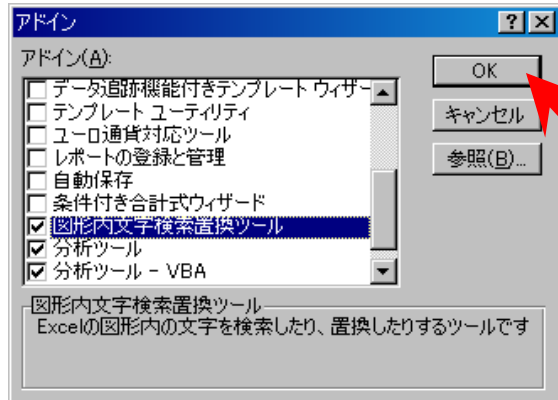 アドイン
アドイン(A):
データ追跡機能付きテンプレート ウィザー
テンプレート ユーティリティ
ユーロ通貨対応ツール
レポートの登録と管理
自動保存
条件付き合計式ウィザード
図形内文字検索置換ツール
分析ツール
分析ツール - VBA
OK
キャンセル
参照(B)...
図形内文字検索置換ツール
Excelの図形内の文字を検索したり、置換したりするツールです